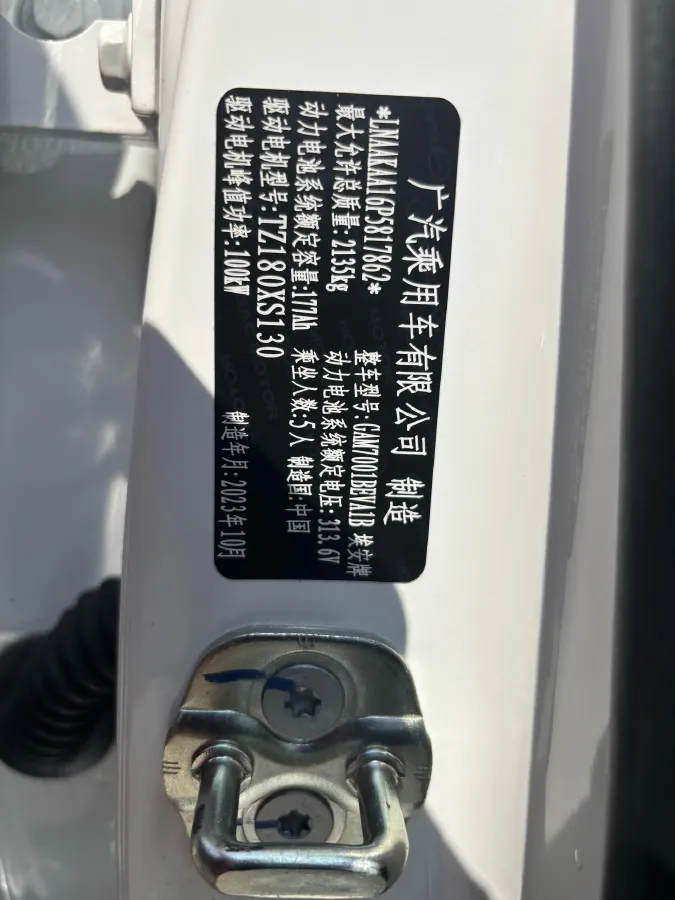 广汽乘用车有限公司 制造
*LNAAKAA16P5817862* 整车型号:GAM7001BEVA1B 埃安牌
最大允许总质量:2135kg 动力电池系统额定电压:313.6V
动力电池系统额定容量:177Ah 乘坐人数:5人 制造国:中国
驱动电机型号:TZ180XS130
驱动电机峰值功率:100kW 制造年月:2023年10月